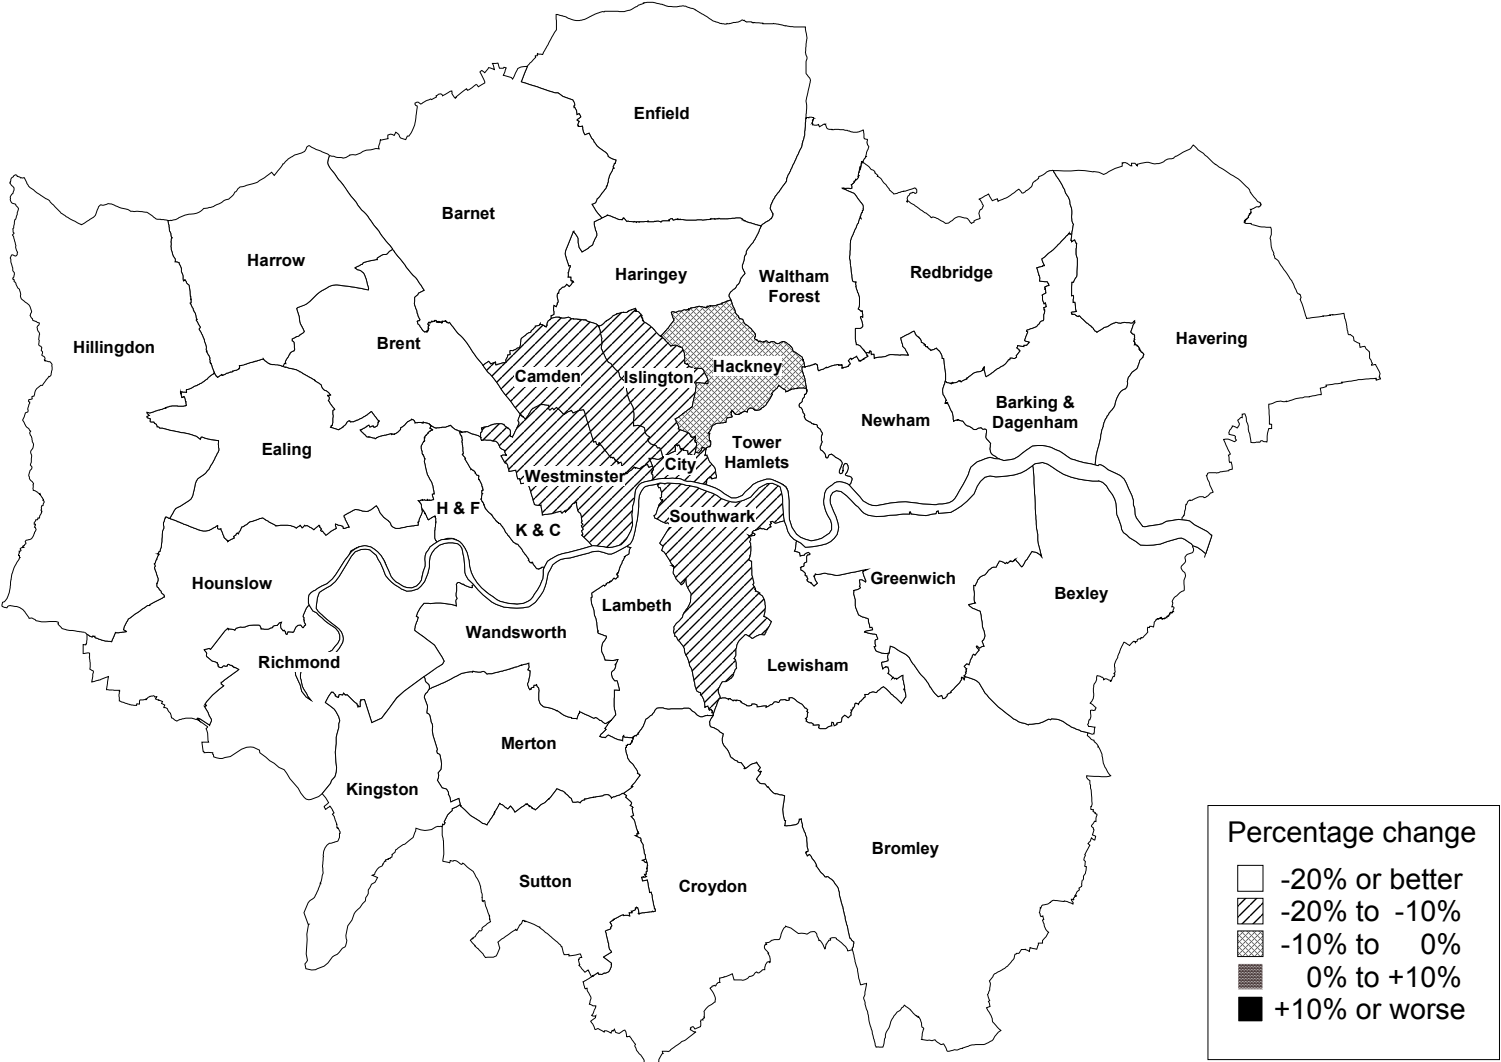 Enfield
Barnet
Harrow
Haringey
Waltham
Forest
Redbridge
Havering
Hillingdon
Brent
Camden
Islington
Hackney
Barking &
Dagenham
Newham
Ealing
Tower
Hamlets
City
Westminster
H & F
K & C
Southwark
Hounslow
Greenwich
Bexley
Lambeth
Wandsworth
Richmond
Lewisham
Merton
Kingston
Bromley
Sutton
Croydon
Percentage change
-20% or better
-20% to -10%
-10% to 0%
0% to +10%
+10% or worse